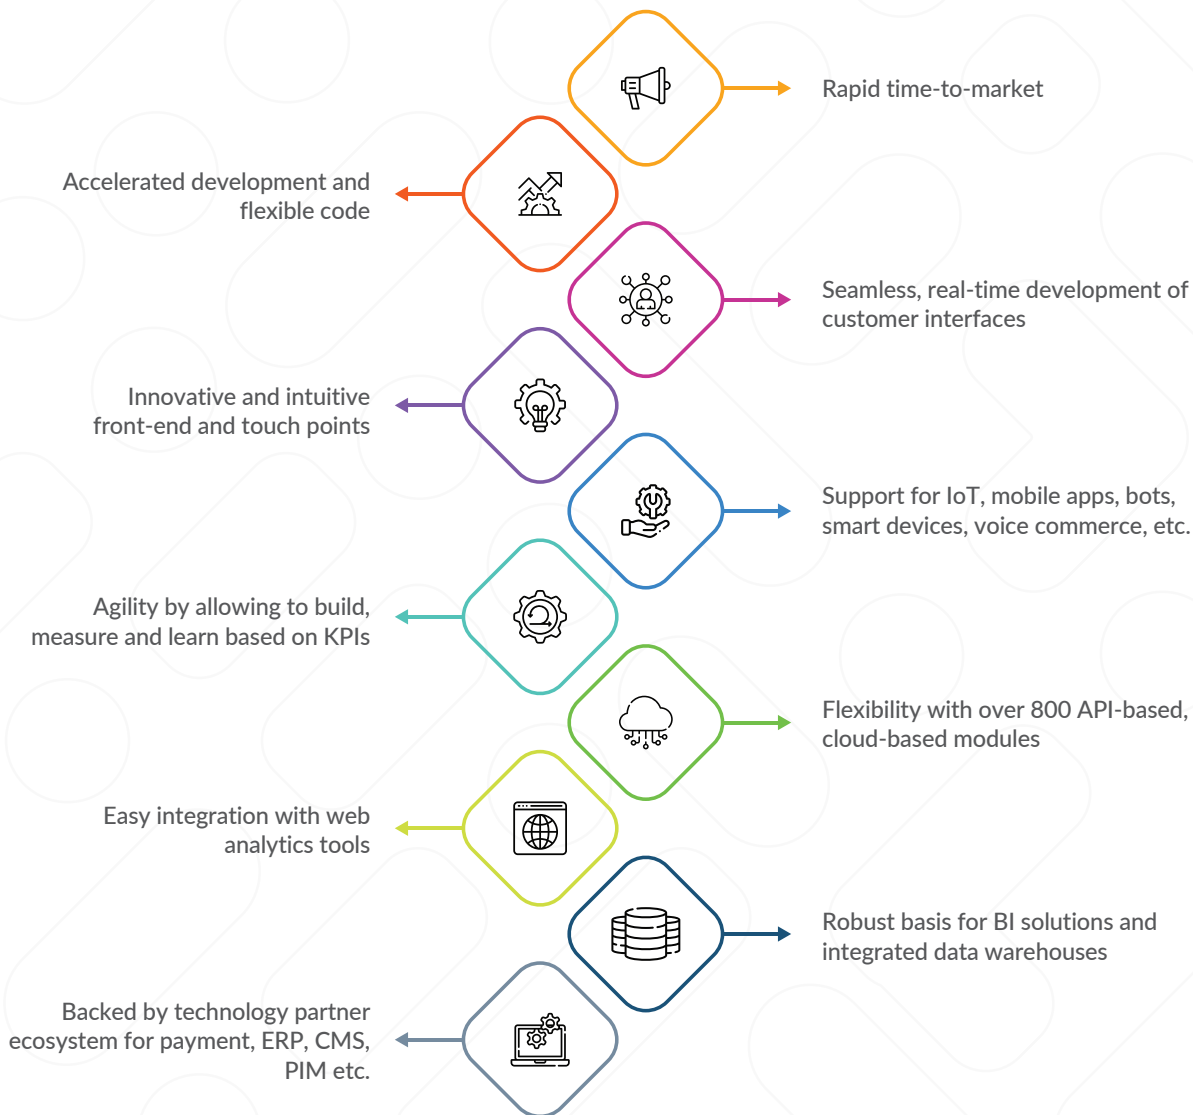 Rapid time-to-market
Accelerated development and
flexible code
Seamless, real-time development of
customer interfaces
Innovative and intuitive
front-end and touch points
Support for IoT, mobile apps, bots,
smart devices, voice commerce, etc.
Agility by allowing to build,
measure and learn based on KPIs
Flexibility with over 800 API-based,
cloud-based modules
Easy integration with web
analytics tools
Robust basis for BI solutions and
integrated data warehouses
Backed by technology partner
ecosystem for payment, ERP, CMS,
PIM etc.